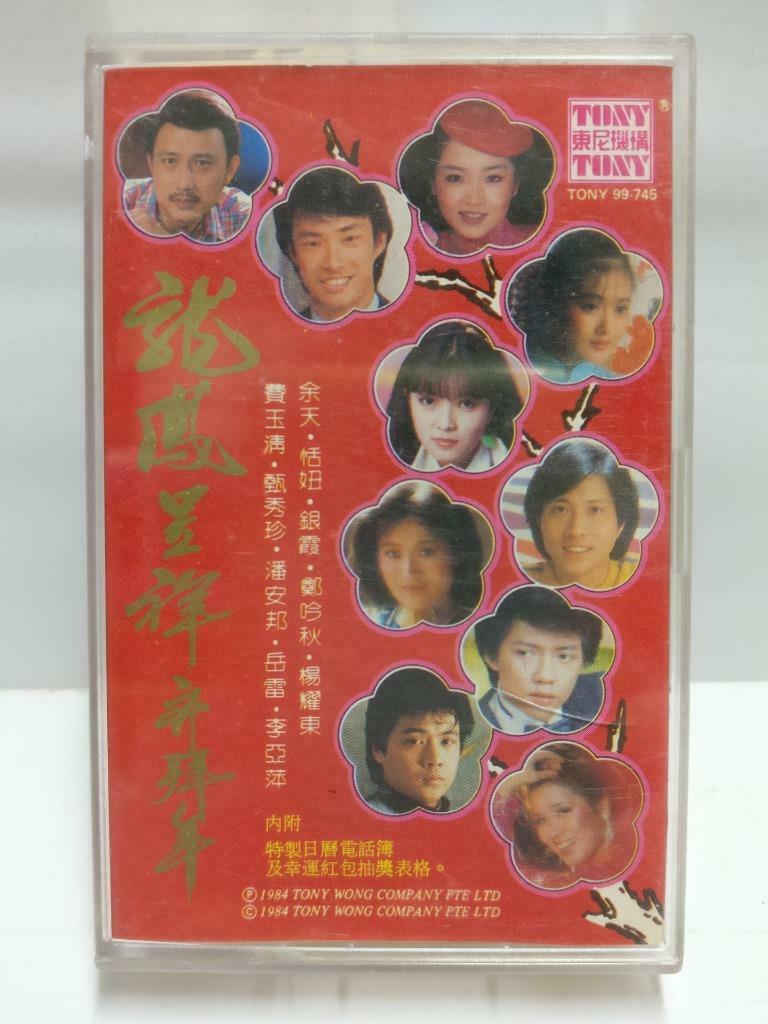 TONY
東尼機構
TONY
®
TONY 99-745
龍鳳呈祥齊拜年
余天・恬妞・銀霞・鄭吟秋・楊耀東
費玉清・甄秀珍・潘安邦・岳雷・李亞萍
內附
特製日曆電話簿
及幸運紅包抽獎表格。
Ⓟ 1984 TONY WONG COMPANY PTE LTD
© 1984 TONY WONG COMPANY PTE LTD